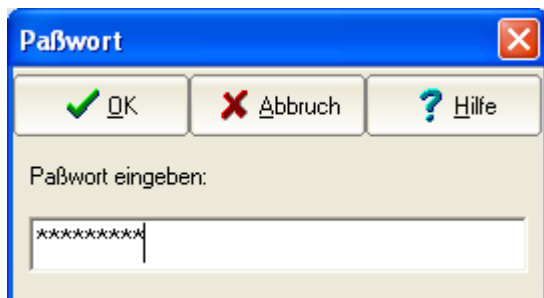 Paßwort
OK Abbruch ? Hilfe
Paßwort eingeben:
*********